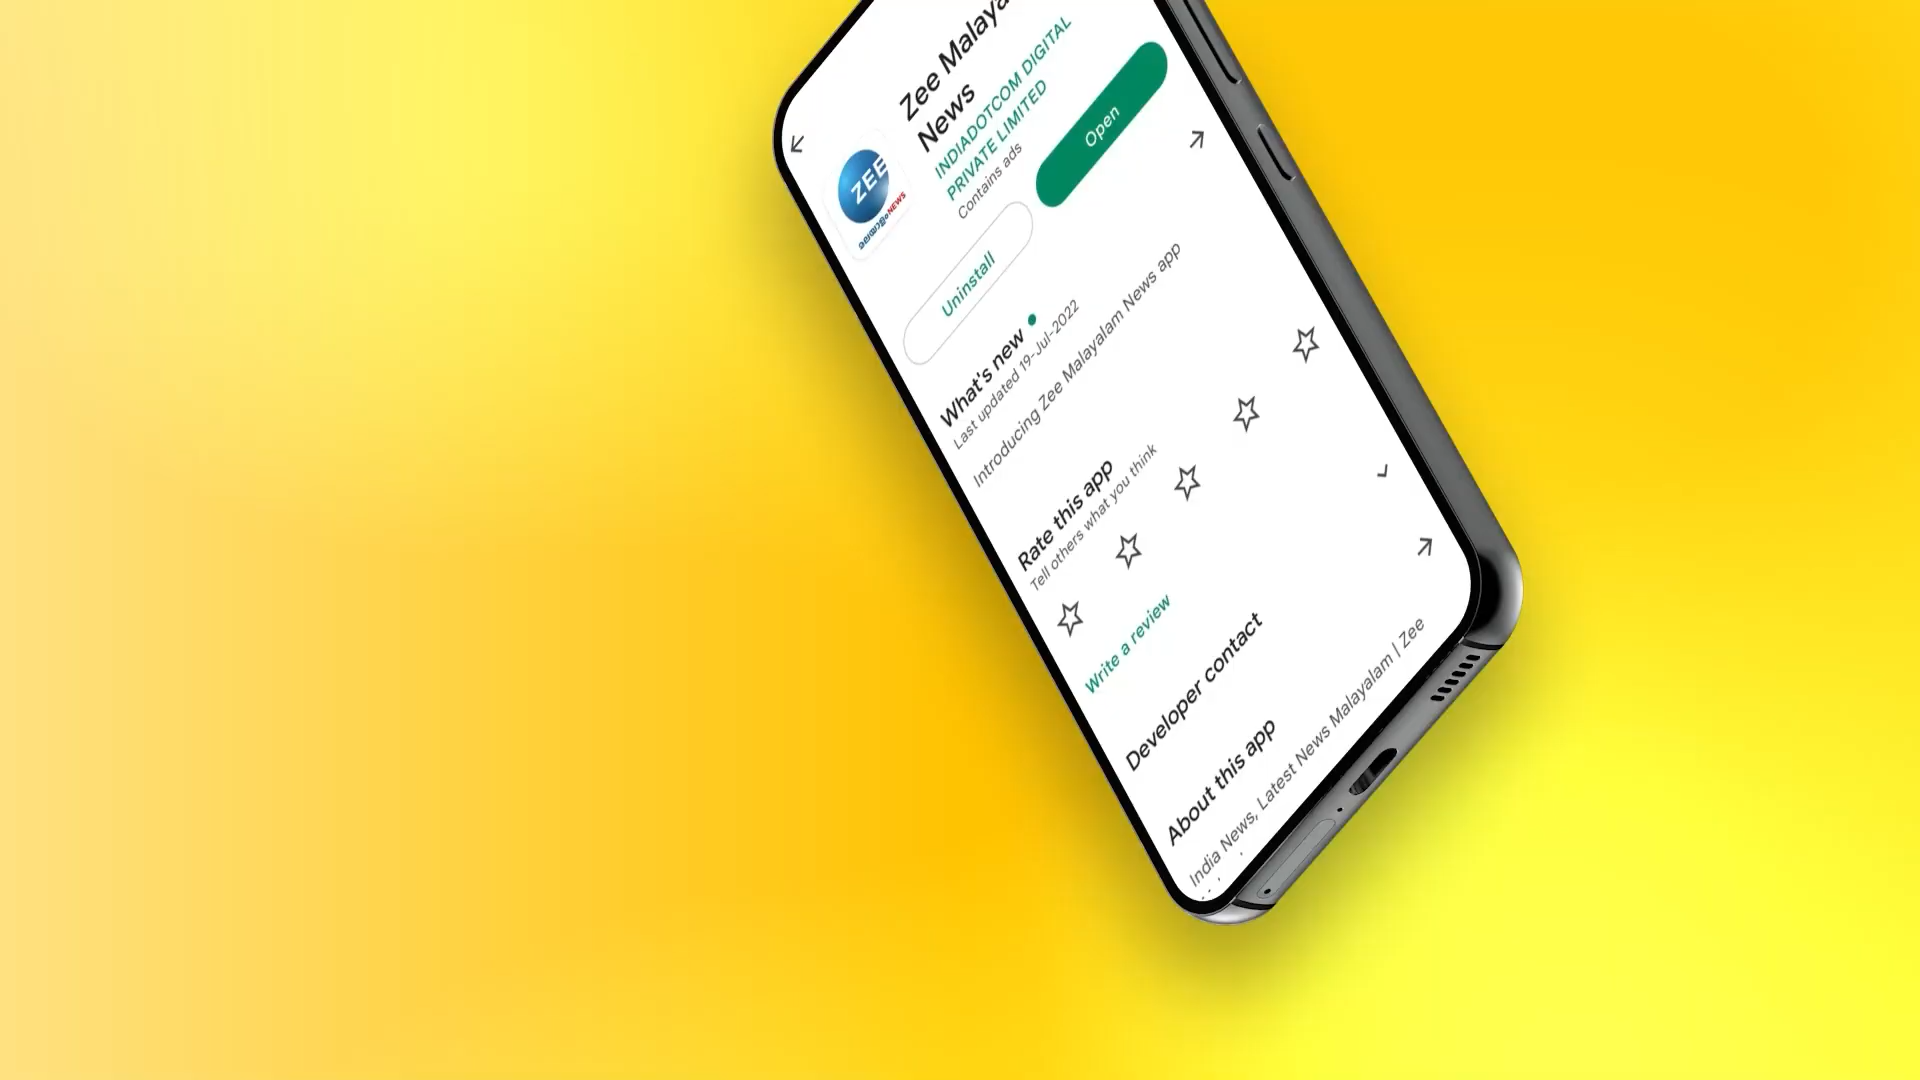 Zee Malaya
News
INDIADOTCOM DIGITAL
PRIVATE LIMITED
Contains ads
ZEE
മലയാളം NEWS
Uninstall
Open
What's new
Last updated 19-Jul-2022
Introducing Zee Malayalam News app
Rate this app
Tell others what you think
Write a review
Developer contact
About this app
India News, Latest News Malayalam | Zee